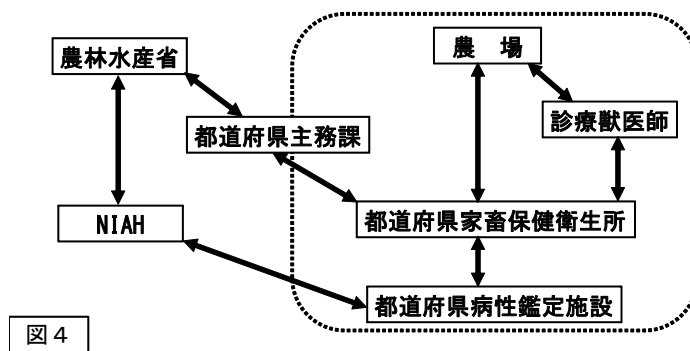 農林水産省
農　場
診療獣医師
都道府県主務課
都道府県家畜保健衛生所
NIAH
都道府県病性鑑定施設
図４